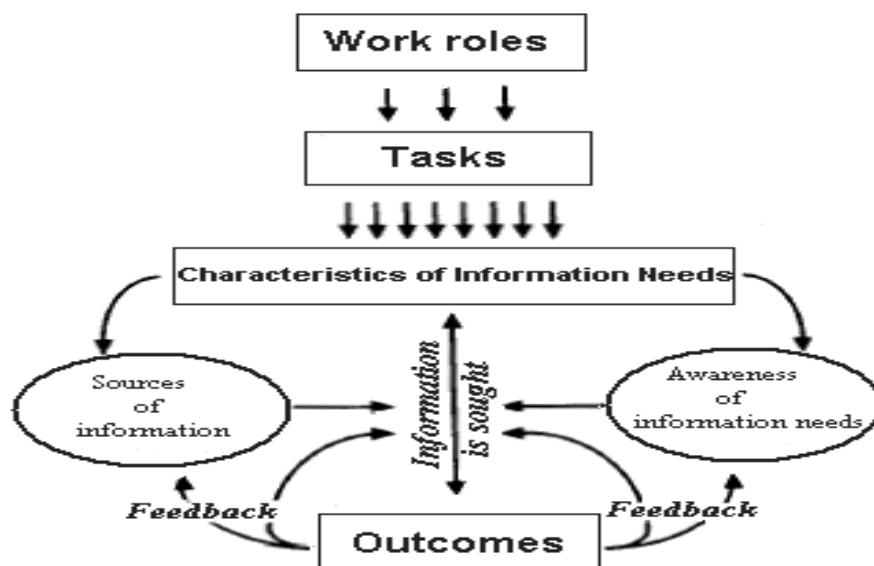 Work roles
Tasks
Characteristics of Information Needs
Sources
of
information
Information
is sought
Awareness
of
information needs
Feedback
Feedback
Outcomes